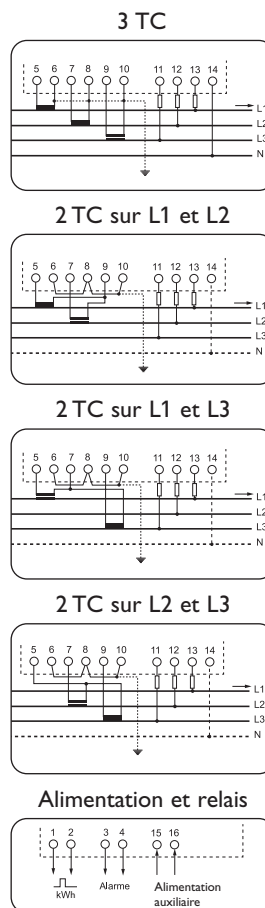 3 TC
5 6 7 8 9 10 11 12 13 14
L1
L2
L3
N
2 TC sur L1 et L2
5 6 7 8 9 10 11 12 13 14
L1
L2
L3
N
2 TC sur L1 et L3
5 6 7 8 9 10 11 12 13 14
L1
L2
L3
N
2 TC sur L2 et L3
5 6 7 8 9 10 11 12 13 14
L1
L2
L3
N
Alimentation et relais
1 2 3 4 15 16
kWh Alarme Alimentation
auxiliaire